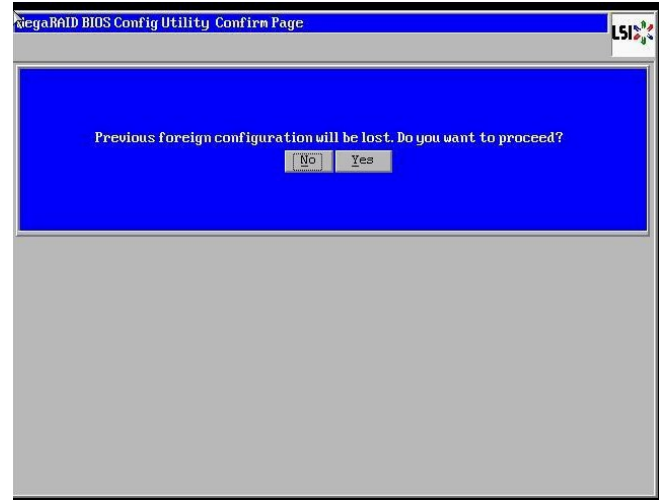 MegaRAID BIOS Config Utility Confirm Page
LSI
Previous foreign configuration will be lost. Do you want to proceed?
No Yes